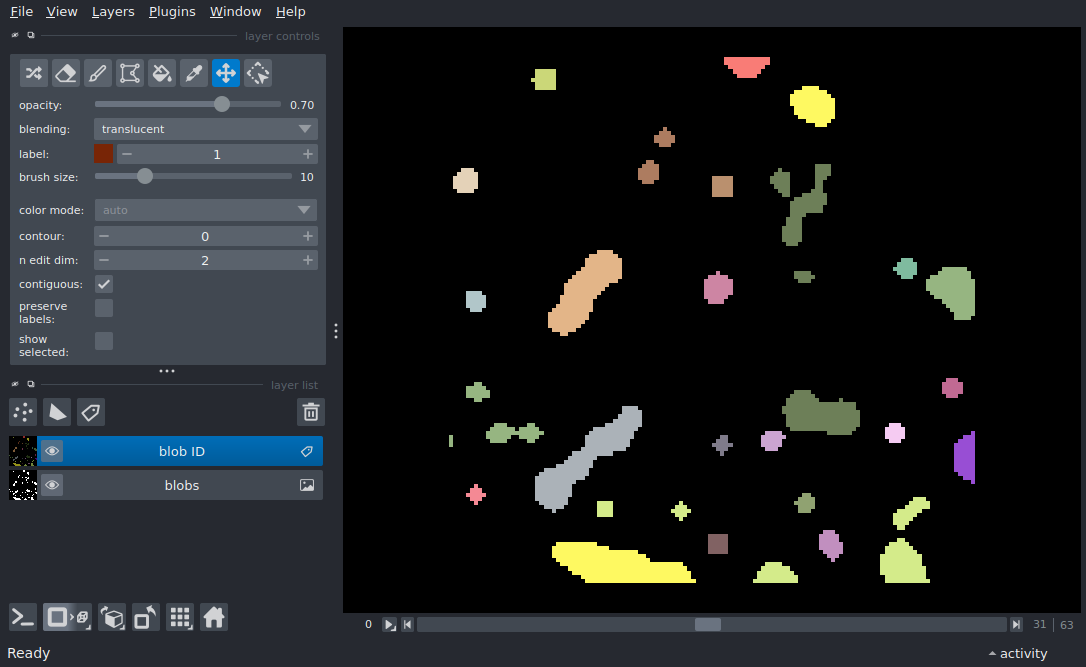 File View Layers Plugins Window Help
layer controls
opacity: 0.70
blending: translucent
label: 1
brush size: 10
color mode: auto
contour: 0
n edit dim: 2
contiguous:
preserve
labels:
show
selected:
layer list
blob ID
blobs
0 31 | 63
Ready activity